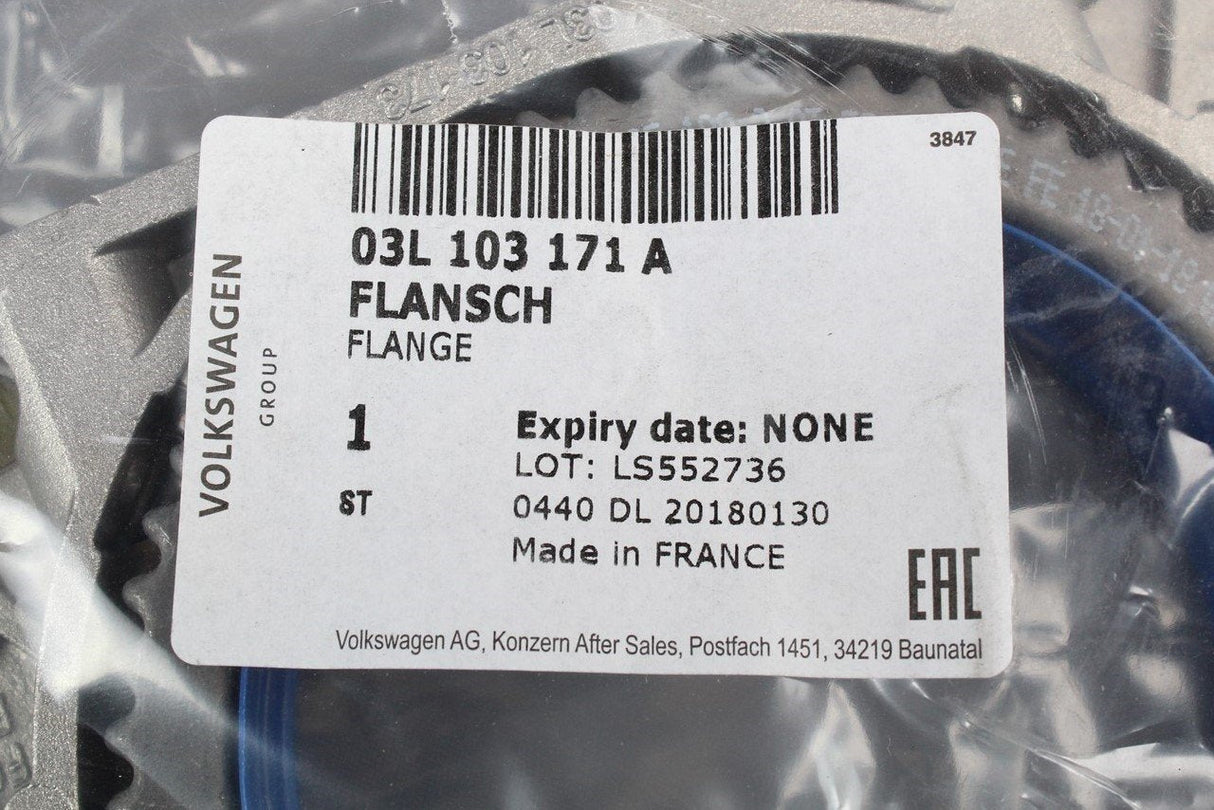 3847
03L 103 171 A
FLANSCH
FLANGE
VOLKSWAGEN
GROUP
1
Expiry date: NONE
LOT: LS552736
ST
0440 DL 20180130
Made in FRANCE
EAC
Volkswagen AG, Konzern After Sales, Postfach 1451, 34219 Baunatal